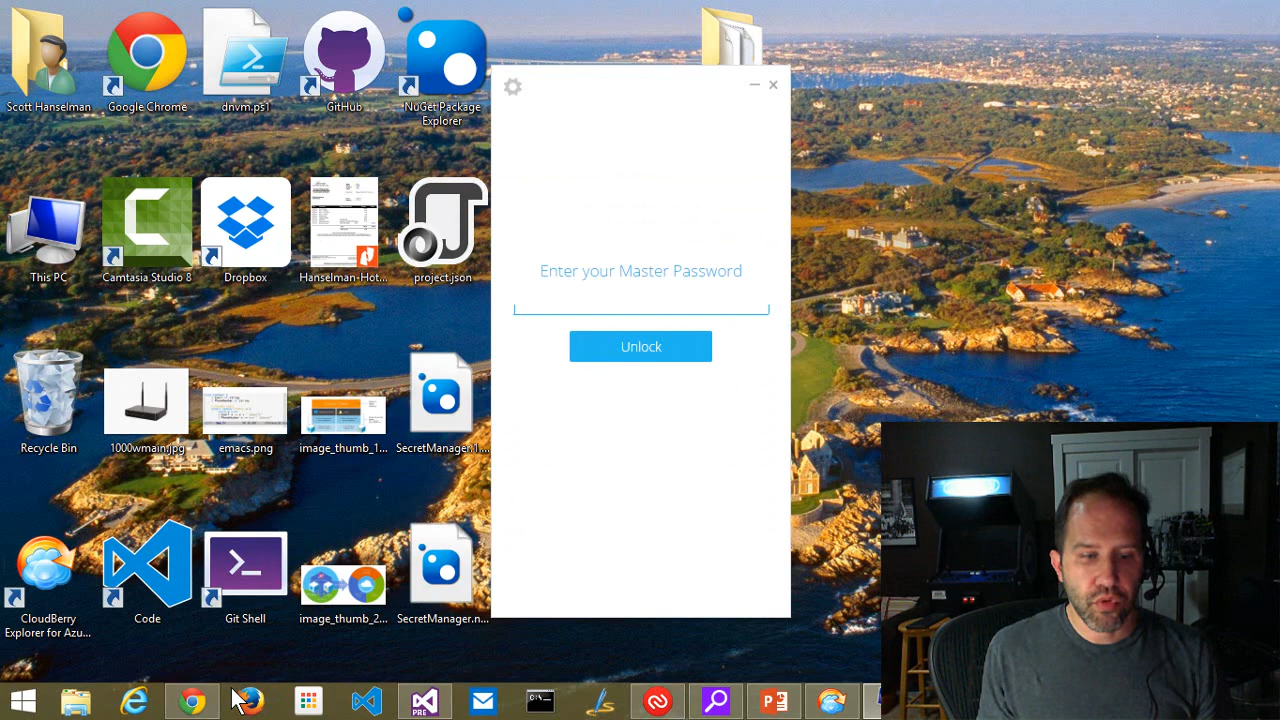 Scott Hanselman
Google Chrome
dnvm.ps1
GitHub
NuGet Package
Explorer
This PC
Camtasia Studio 8
Dropbox
Hanselman-Hot...
project.json
Enter your Master Password
Unlock
Recycle Bin
1000wmain.jpg
emacs.png
image_thumb_1...
SecretManager.1...
CloudBerry
Explorer for Azu...
Code
Git Shell
image_thumb_2...
SecretManager.n...
PRE
C:\